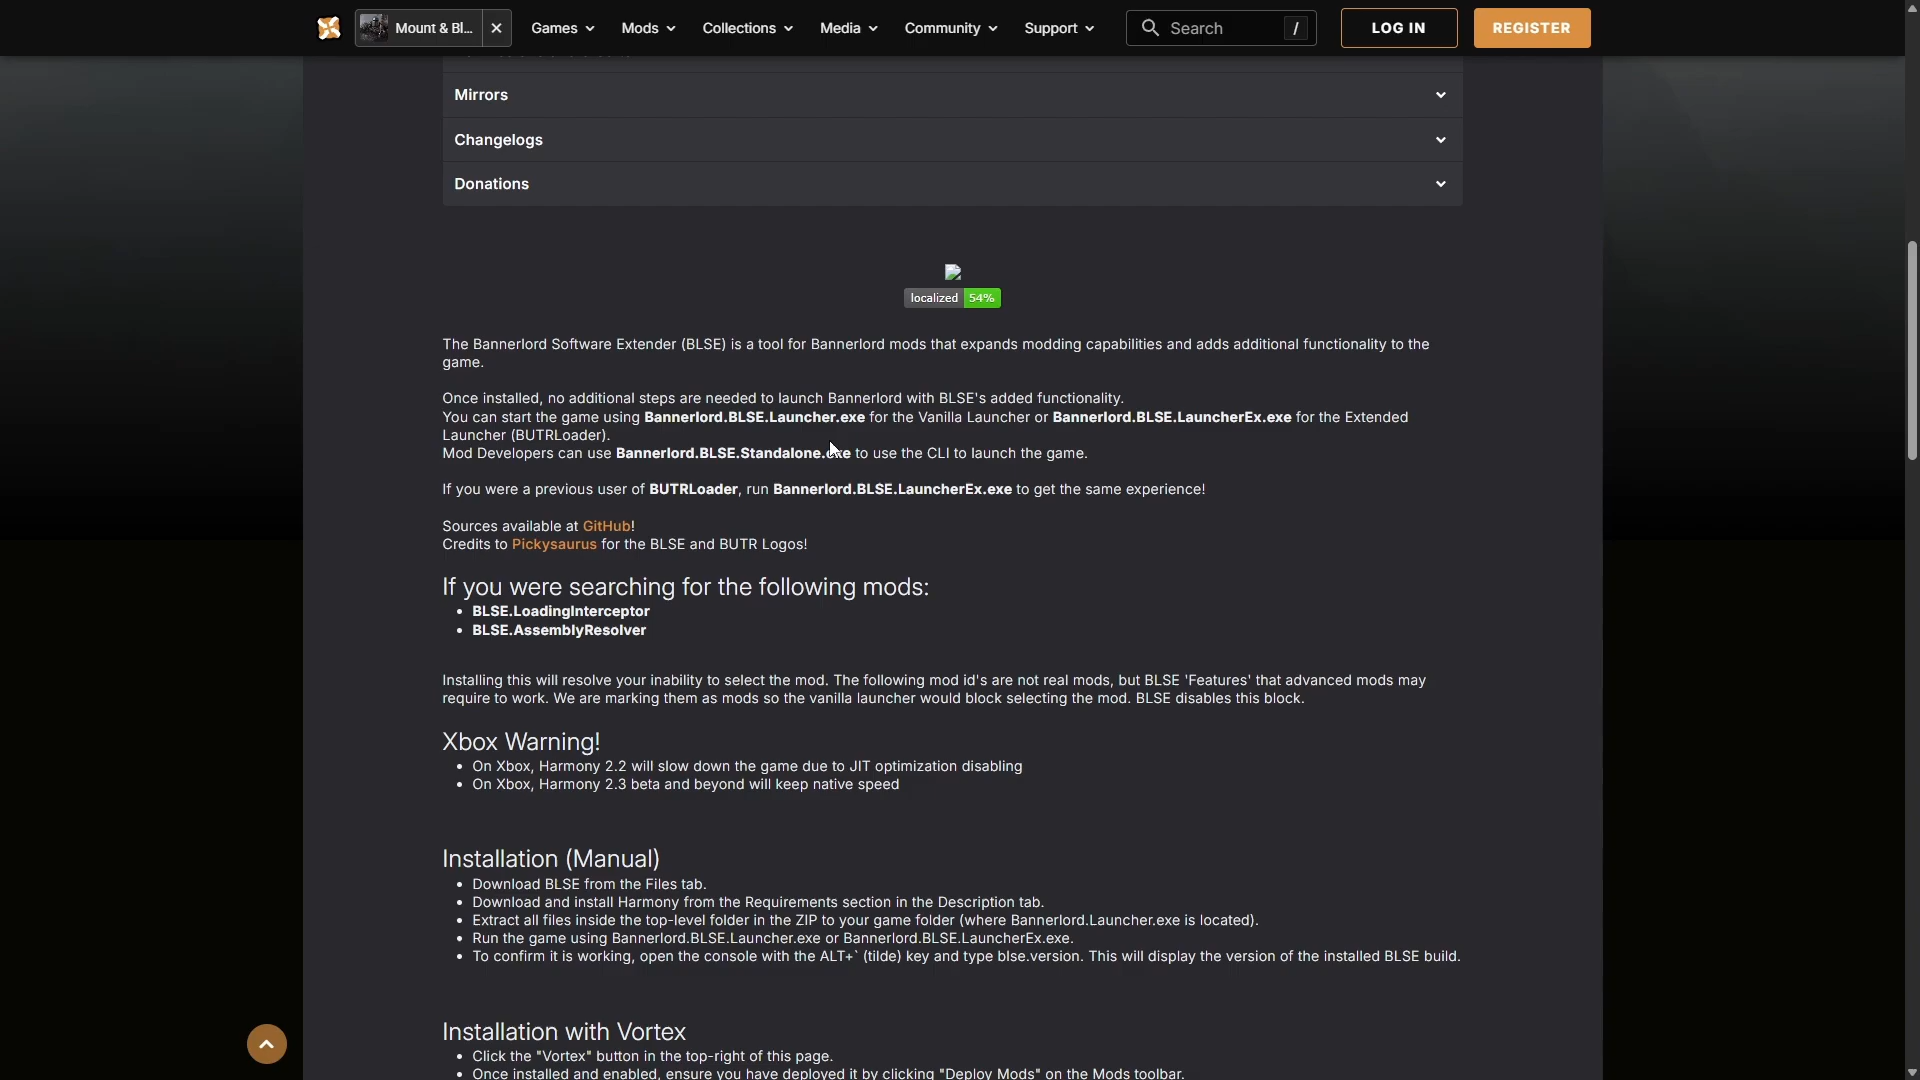 Mount & Bl...
Games
Mods
Collections
Media
Community
Support
Search
/
LOG IN
REGISTER
Mirrors
Changelogs
Donations
localized 54%
The Bannerlord Software Extender (BLSE) is a tool for Bannerlord mods that expands modding capabilities and adds additional functionality to the
game.
Once installed, no additional steps are needed to launch Bannerlord with BLSE's added functionality.
You can start the game using Bannerlord.BLSE.Launcher.exe for the Vanilla Launcher or Bannerlord.BLSE.LauncherEx.exe for the Extended
Launcher (BUTRLoader).
Mod Developers can use Bannerlord.BLSE.Standalone.exe to use the CLI to launch the game.
If you were a previous user of BUTRLoader, run Bannerlord.BLSE.LauncherEx.exe to get the same experience!
Sources available at GitHub!
Credits to Pickysaurus for the BLSE and BUTR Logos!
If you were searching for the following mods:
• BLSE.LoadingInterceptor
• BLSE.AssemblyResolver
Installing this will resolve your inability to select the mod. The following mod id's are not real mods, but BLSE 'Features' that advanced mods may
require to work. We are marking them as mods so the vanilla launcher would block selecting the mod. BLSE disables this block.
Xbox Warning!
• On Xbox, Harmony 2.2 will slow down the game due to JIT optimization disabling
• On Xbox, Harmony 2.3 beta and beyond will keep native speed
Installation (Manual)
• Download BLSE from the Files tab.
• Download and install Harmony from the Requirements section in the Description tab.
• Extract all files inside the top-level folder in the ZIP to your game folder (where Bannerlord.Launcher.exe is located).
• Run the game using Bannerlord.BLSE.Launcher.exe or Bannerlord.BLSE.LauncherEx.exe.
• To confirm it is working, open the console with the ALT+` (tilde) key and type blse.version. This will display the version of the installed BLSE build.
Installation with Vortex
• Click the "Vortex" button in the top-right of this page.
• Once installed and enabled, ensure you have deployed it by clicking "Deploy Mods" on the Mods toolbar.